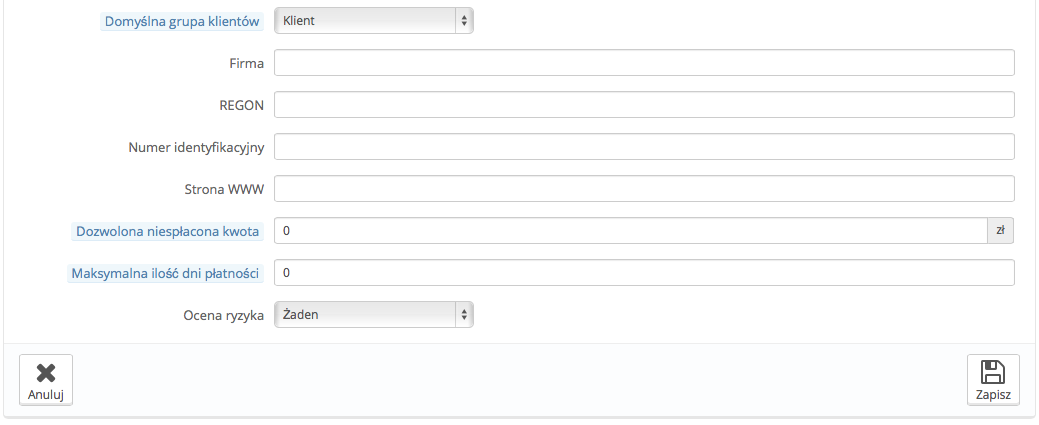 Domyślna grupa klientów Klient
Firma
REGON
Numer identyfikacyjny
Strona WWW
Dozwolona niespłacona kwota 0 zł
Maksymalna ilość dni płatności 0
Ocena ryzyka Żaden
Anuluj Zapisz